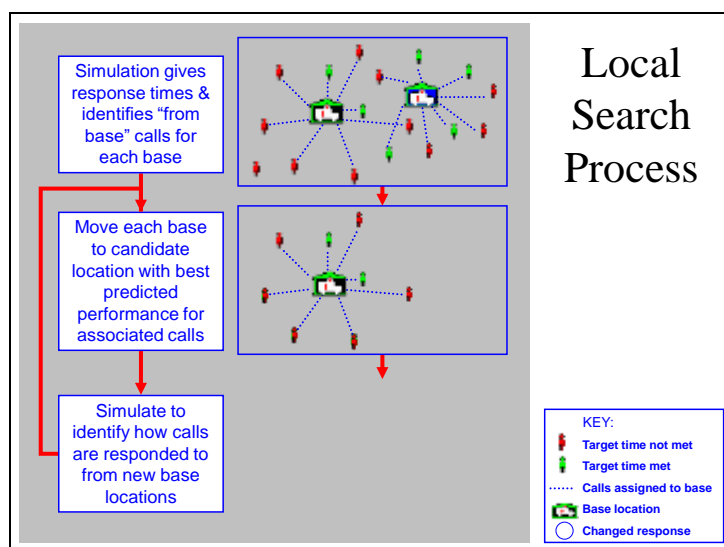 Local
Search
Process
Simulation gives
response times &
identifies “from
base” calls for
each base
Move each base
to candidate
location with best
predicted
performance for
associated calls
Simulate to
identify how calls
are responded to
from new base
locations
KEY:
Target time not met
Target time met
Calls assigned to base
Base location
Changed response